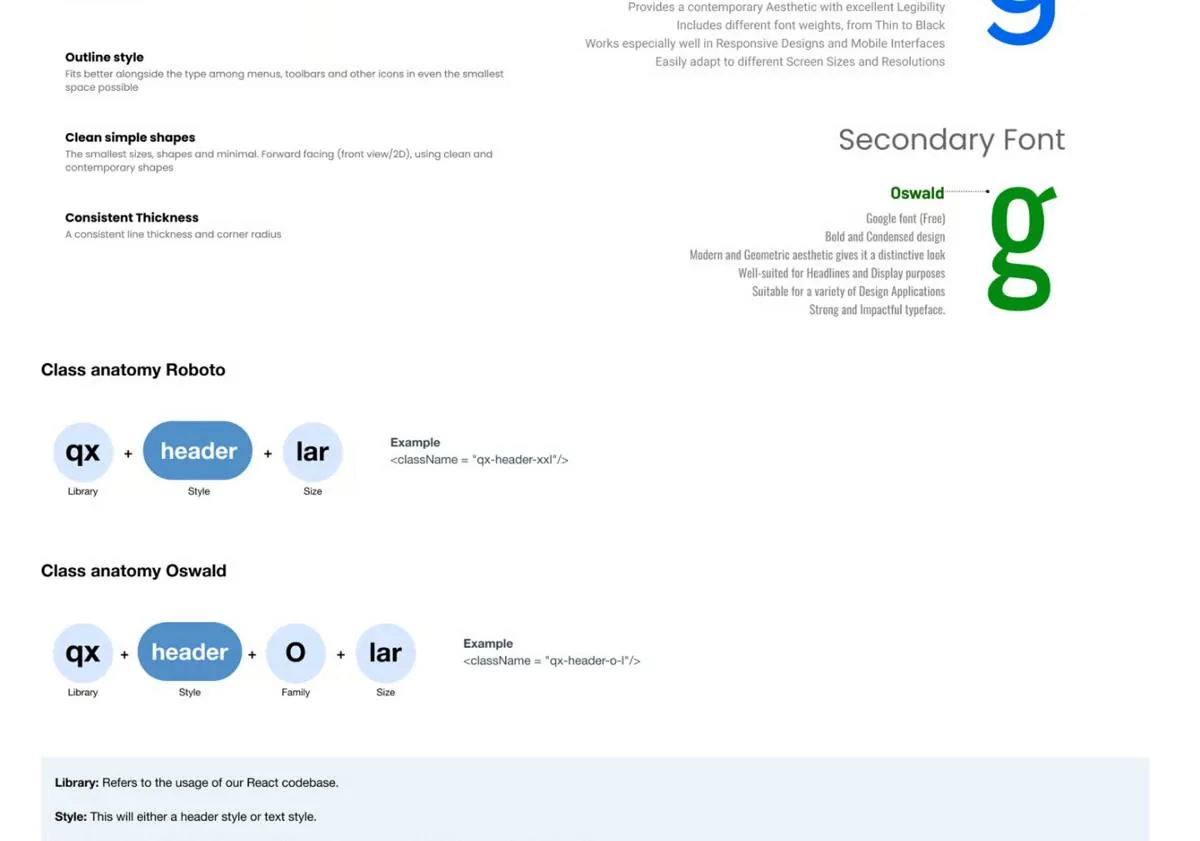 Provides a contemporary Aesthetic with excellent Legibility
Includes different font weights, from Thin to Black
Works especially well in Responsive Designs and Mobile Interfaces
Easily adapt to different Screen Sizes and Resolutions
g
Outline style
Fits better alongside the type among menus, toolbars and other icons in even the smallest
space possible
Clean simple shapes
The smallest sizes, shapes and minimal. Forward facing (front view/2D), using clean and
contemporary shapes
Consistent Thickness
A consistent line thickness and corner radius
Secondary Font
Oswald
g
Google font (Free)
Bold and Condensed design
Modern and Geometric aesthetic gives it a distinctive look
Well-suited for Headlines and Display purposes
Suitable for a variety of Design Applications
Strong and Impactful typeface.
Class anatomy Roboto
qx + header + lar
Library Style Size
Example
<className = "qx-header-xxl"/>
Class anatomy Oswald
qx + header + O + lar
Library Style Family Size
Example
<className = "qx-header-o-l"/>
Library: Refers to the usage of our React codebase.
Style: This will either a header style or text style.